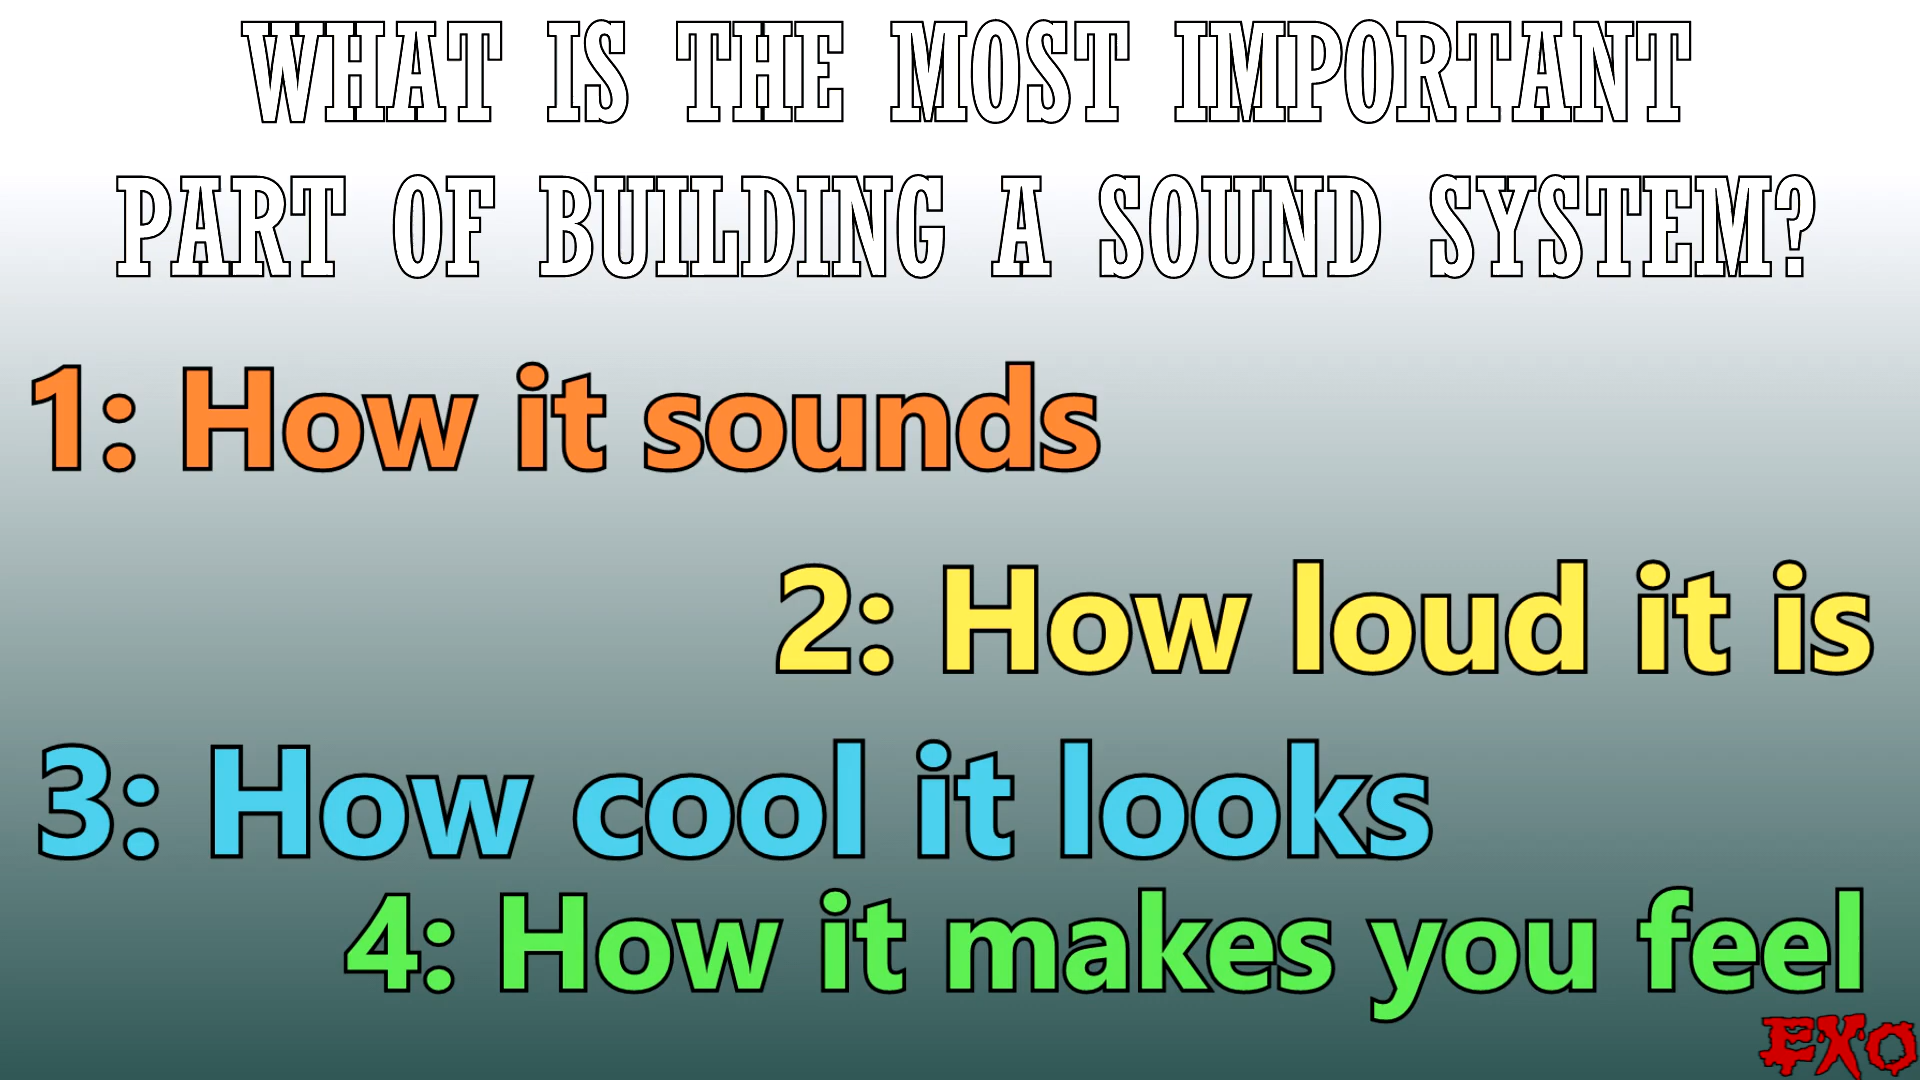 WHAT IS THE MOST IMPORTANT
PART OF BUILDING A SOUND SYSTEM?
1: How it sounds
2: How loud it is
3: How cool it looks
4: How it makes you feel
EXO